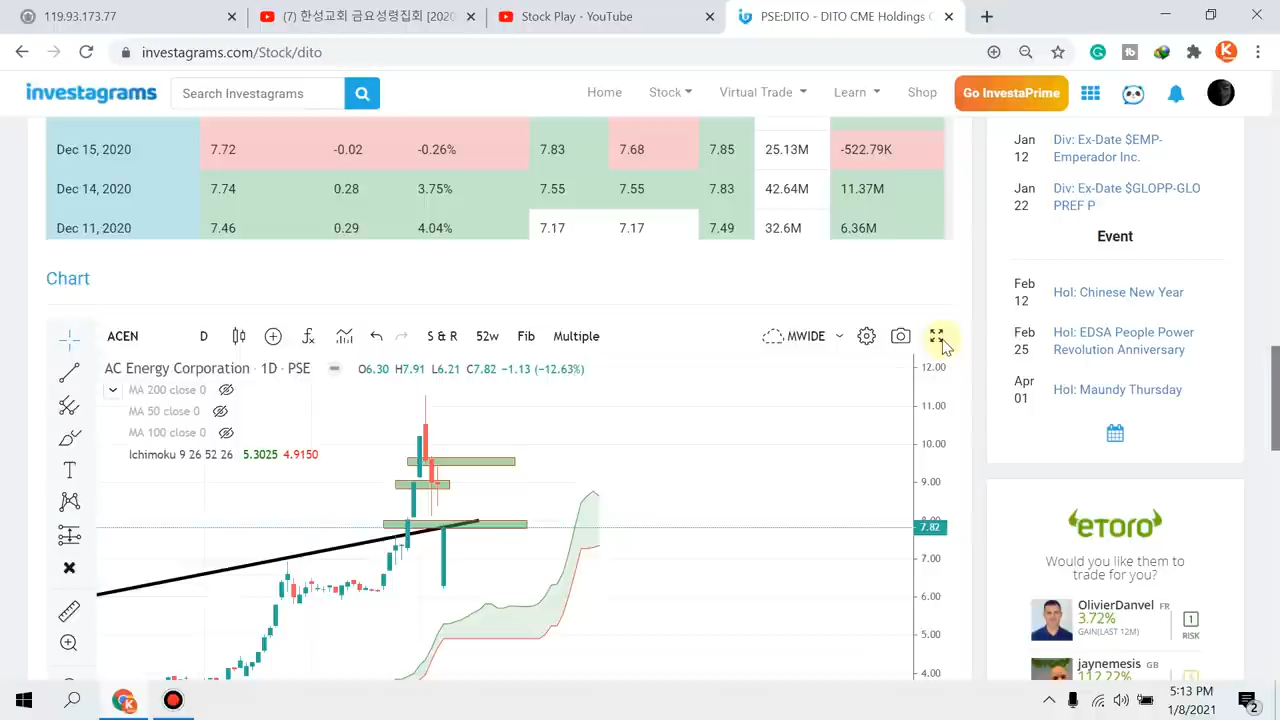 119.93.173.77
(7) 한성교회 금요성령집회 [2020
Stock Play - YouTube
PSE:DITO - DITO CME Holdings C
investagrams.com/Stock/dito
investagrams
Search Investagrams
Home
Stock
Virtual Trade
Learn
Shop
Go InvestaPrime
Dec 15, 2020 7.72 -0.02 -0.26% 7.83 7.68 7.85 25.13M -522.79K
Dec 14, 2020 7.74 0.28 3.75% 7.55 7.55 7.83 42.64M 11.37M
Dec 11, 2020 7.46 0.29 4.04% 7.17 7.17 7.49 32.6M 6.36M
Chart
ACEN D S & R 52w Fib Multiple MWIDE
AC Energy Corporation · 1D · PSE O6.30 H7.91 L6.21 C7.82 −1.13 (−12.63%)
MA 200 close 0
MA 50 close 0
MA 100 close 0
Ichimoku 9 26 52 26 5.3025 4.9150
12.00
11.00
10.00
9.00
8.00
7.82
7.00
6.00
5.00
4.00
Jan 12
Div: Ex-Date $EMP-
Emperador Inc.
Jan 22
Div: Ex-Date $GLOPP-GLO
PREF P
Event
Feb 12
Hol: Chinese New Year
Feb 25
Hol: EDSA People Power
Revolution Anniversary
Apr 01
Hol: Maundy Thursday
eToro
Would you like them to
trade for you?
OlivierDanvel FR
3.72%
GAIN(LAST 12M)
1
RISK
jaynemesis GB
112.22%
5:13 PM
1/8/2021
2